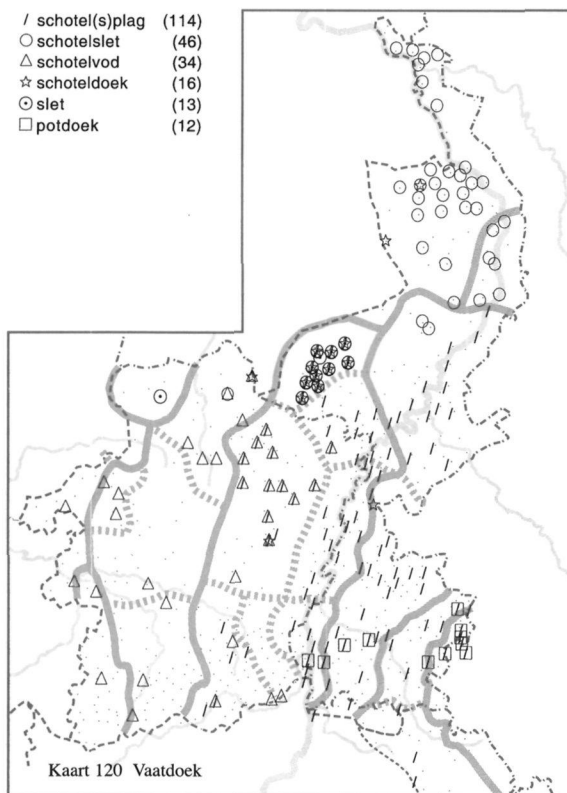 schotel(s)plag (114)
schotelslet (46)
schotelvod (34)
schoteldoek (16)
slet (13)
potdoek (12)
Kaart 120 Vaatdoek